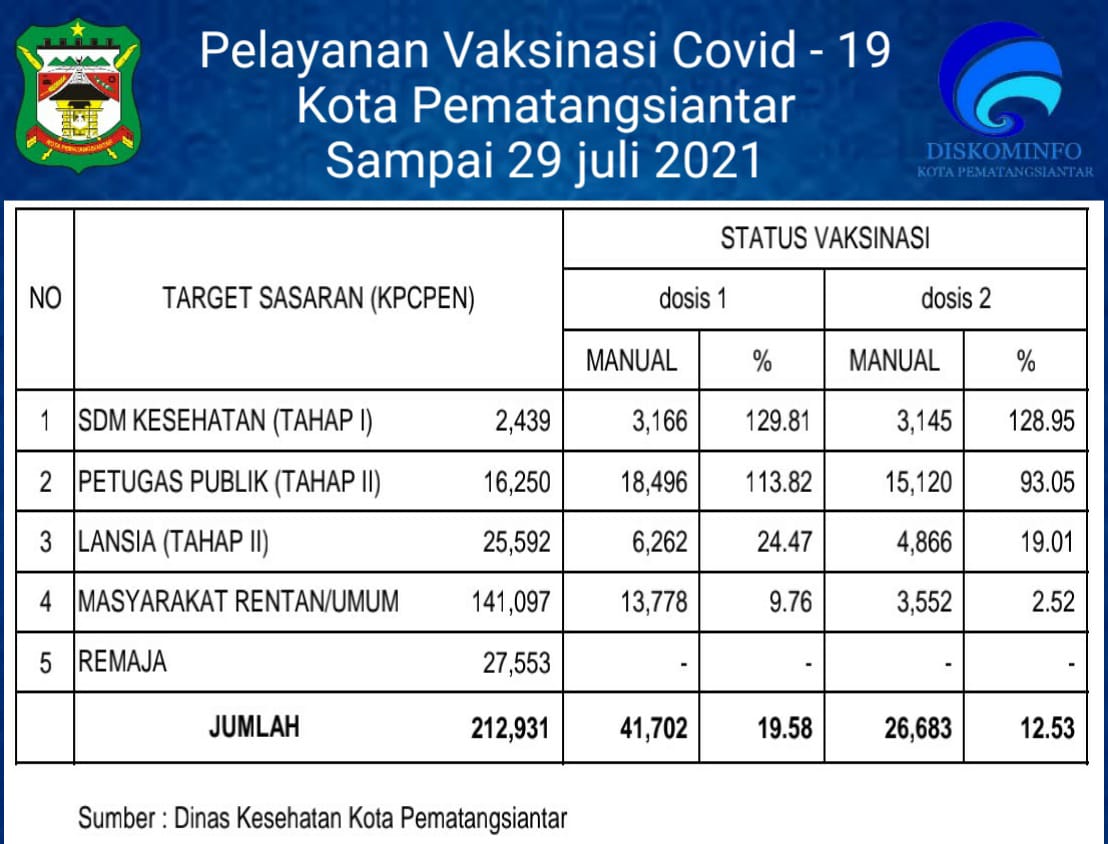 Pelayanan Vaksinasi Covid - 19
Kota Pematangsiantar
Sampai 29 juli 2021
KOTA PEMATANGSIANTAR
DISKOMINFO
KOTA PEMATANGSIANTAR
NO TARGET SASARAN (KPCPEN) STATUS VAKSINASI
dosis 1 dosis 2
MANUAL % MANUAL %
1 SDM KESEHATAN (TAHAP I) 2,439 3,166 129.81 3,145 128.95
2 PETUGAS PUBLIK (TAHAP II) 16,250 18,496 113.82 15,120 93.05
3 LANSIA (TAHAP II) 25,592 6,262 24.47 4,866 19.01
4 MASYARAKAT RENTAN/UMUM 141,097 13,778 9.76 3,552 2.52
5 REMAJA 27,553 - - - -
JUMLAH 212,931 41,702 19.58 26,683 12.53
Sumber : Dinas Kesehatan Kota Pematangsiantar